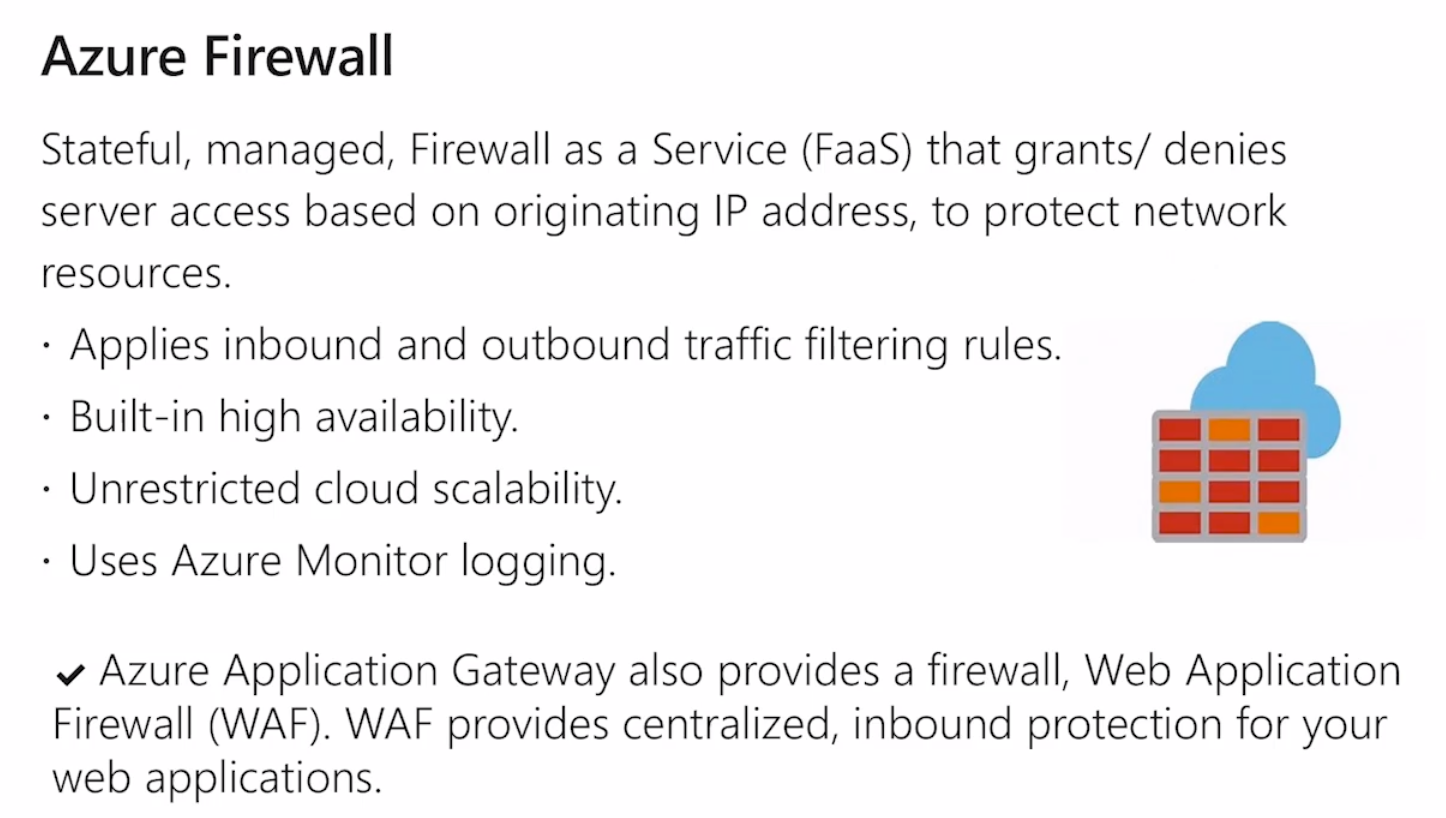 Azure Firewall
Stateful, managed, Firewall as a Service (FaaS) that grants/ denies
server access based on originating IP address, to protect network
resources.
· Applies inbound and outbound traffic filtering rules.
· Built-in high availability.
· Unrestricted cloud scalability.
· Uses Azure Monitor logging.
✔ Azure Application Gateway also provides a firewall, Web Application
Firewall (WAF). WAF provides centralized, inbound protection for your
web applications.